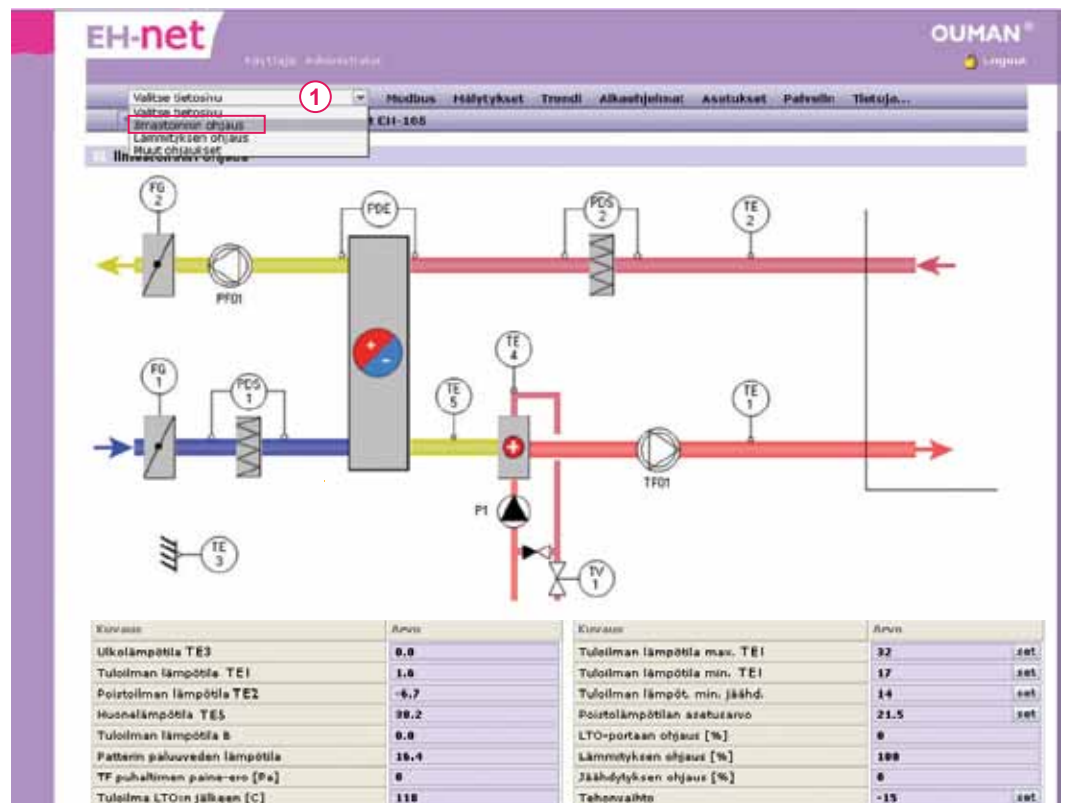 EH-net
OUMAN®
Käyttäjä: Administrator
Logout
Valitse tietosivu
1
Modbus Hälytykset Trendi Aikaohjelmat Asetukset Palvelin Tietoja...
Valitse tietosivu
Ilmastoinnin ohjaus
EH-105
Lämmityksen ohjaus
Muut ohjaukset
Ilmastoinnin ohjaus
FG
2
PDE
PDS
2
TE
2
PF01
TE
4
FG
1
PDS
1
TE
5
TE
1
TF01
P1
TE
3
TV
1
Kuvaus Arvo Kuvaus Arvo
Ulkolämpötila TE3 0.0 Tuloilman lämpötila max. TE1 32 set
Tuloilman lämpötila TE1 1.6 Tuloilman lämpötila min. TE1 17 set
Poistoilman lämpötila TE2 -6.7 Tuloilman lämpöt. min. jäähd. 14 set
Huonelämpötila TE5 38.2 Poistolämpötilan asetusarvo 21.5 set
Tuloilman lämpötila B 0.0 LTO-portaan ohjaus [%] 0
Patterin paluuveden lämpötila 16.4 Lämmityksen ohjaus [%] 100
TF puhaltimen paine-ero [Pa] 0 Jäähdytyksen ohjaus [%] 0
Tuloilma LTO:n jälkeen [C] 118 Tehonvaihto -15 set